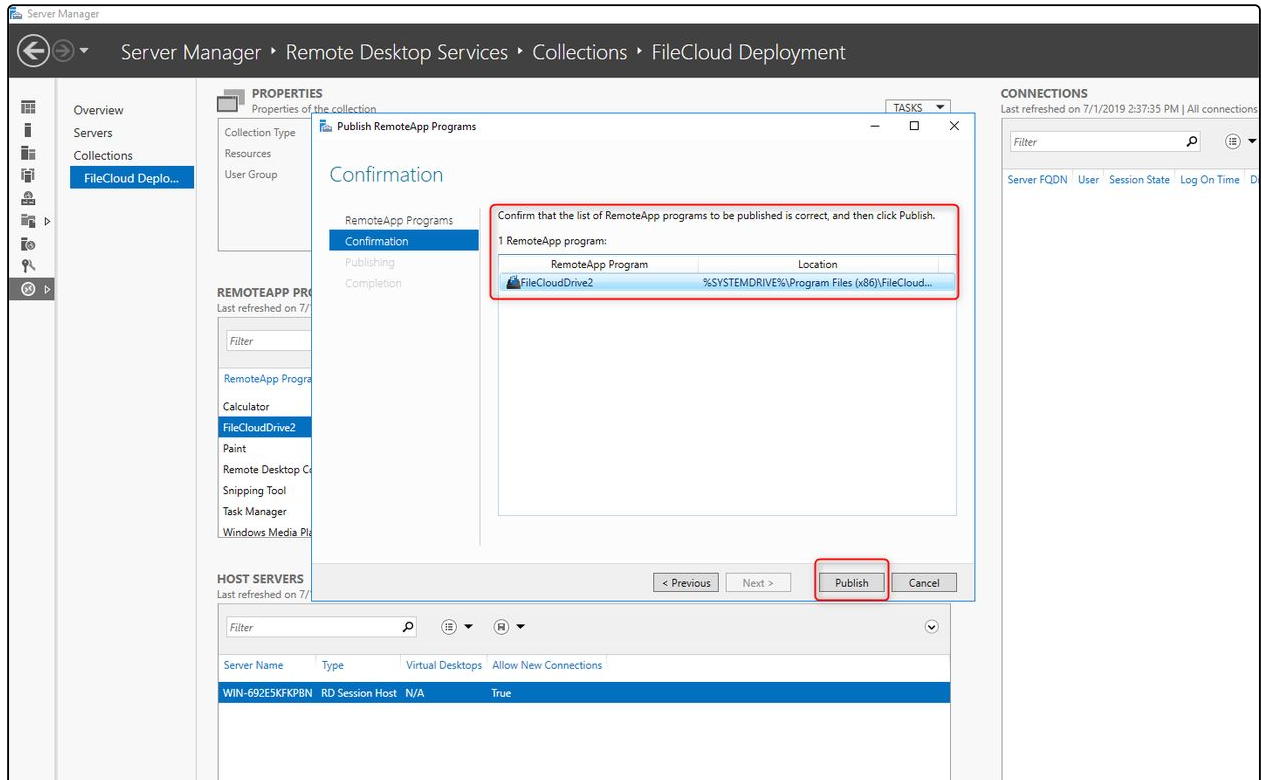 Server Manager
Server Manager • Remote Desktop Services • Collections • FileCloud Deployment
Overview
Servers
Collections
FileCloud Deplo...
PROPERTIES
Properties of the collection
TASKS
Collection Type
Resources
User Group
REMOTEAPP PRO
Last refreshed on 7/
Filter
RemoteApp Progra
Calculator
FileCloudDrive2
Paint
Remote Desktop Co
Snipping Tool
Task Manager
Windows Media Pla
Publish RemoteApp Programs
Confirmation
RemoteApp Programs
Confirmation
Publishing
Completion
Confirm that the list of RemoteApp programs to be published is correct, and then click Publish.
1 RemoteApp program:
RemoteApp Program Location
FileCloudDrive2 %SYSTEMDRIVE%\Program Files (x86)\FileCloud...
< Previous Next > Publish Cancel
HOST SERVERS
Last refreshed on 7/
Filter
Server Name Type Virtual Desktops Allow New Connections
WIN-692E5KFKPBN RD Session Host N/A True
CONNECTIONS
Last refreshed on 7/1/2019 2:37:35 PM | All connections
Filter
Server FQDN User Session State Log On Time Di